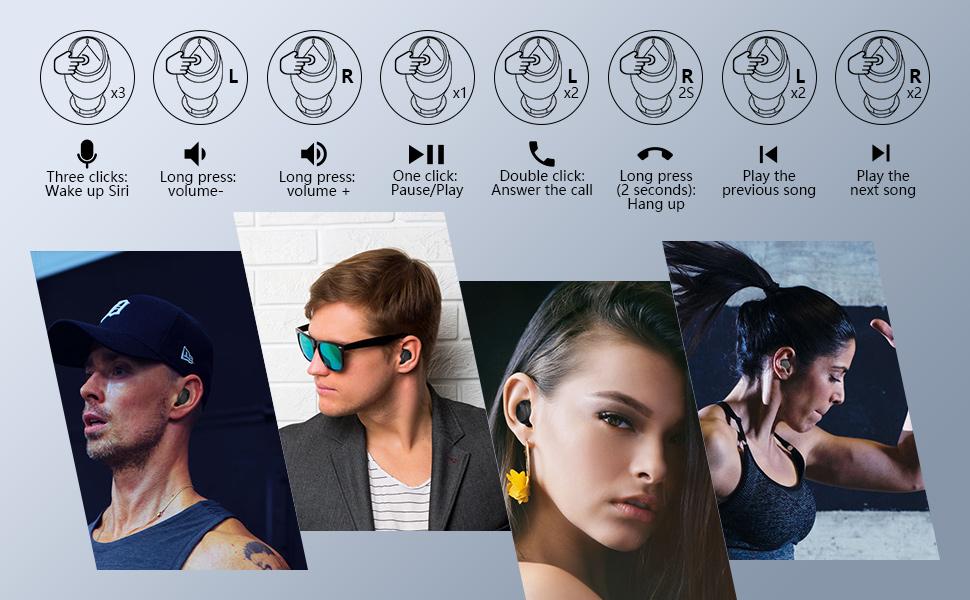 x3
L
R
x1
L
x2
R
2S
L
x2
R
x2
Three clicks:
Wake up Siri
Long press:
volume-
Long press:
volume +
One click:
Pause/Play
Double click:
Answer the call
Long press
(2 seconds):
Hang up
Play the
previous song
Play the
next song